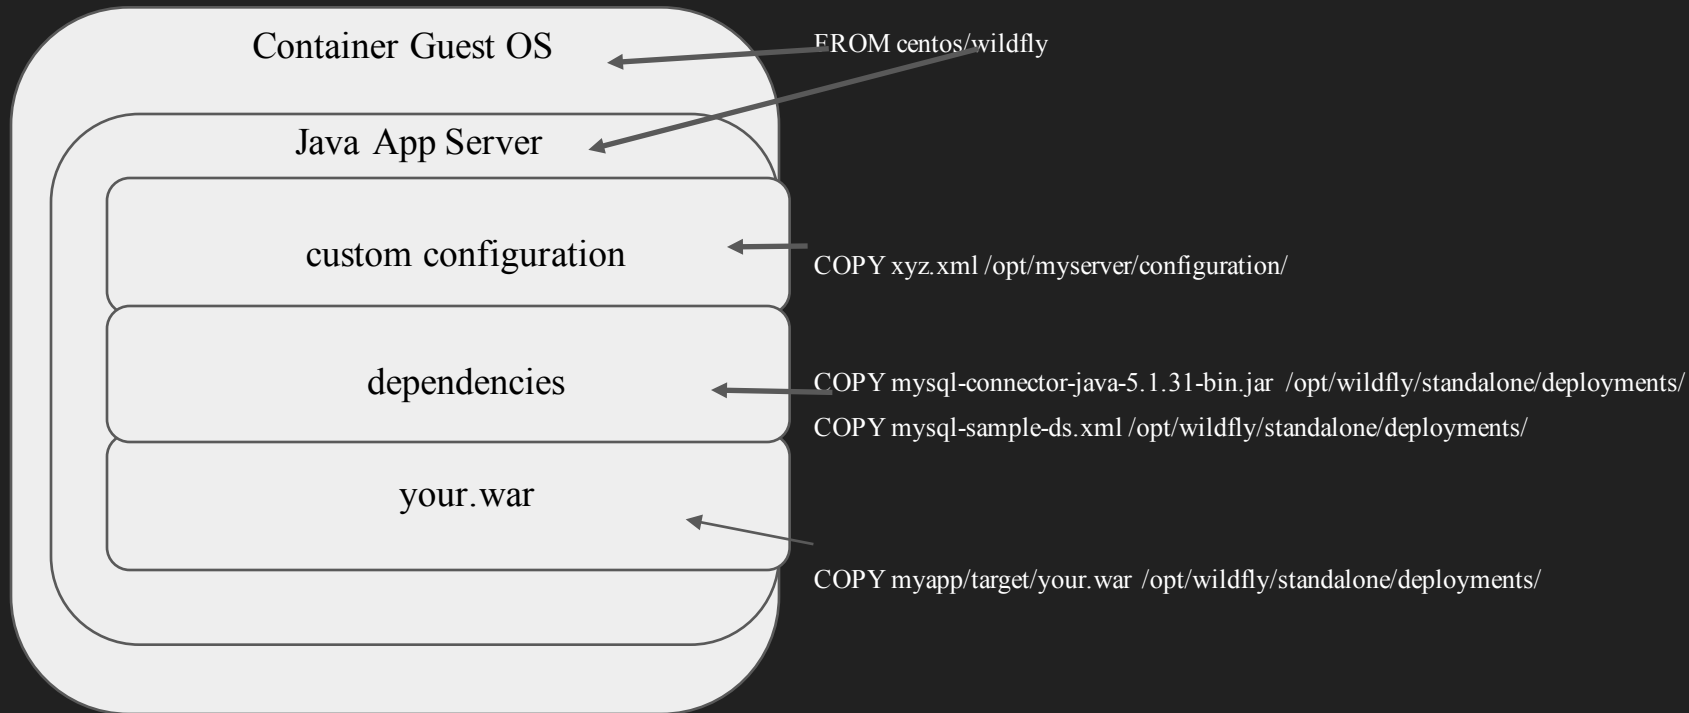 Container Guest OS
FROM centos/wildfly
Java App Server
custom configuration
COPY xyz.xml /opt/myserver/configuration/
dependencies
COPY mysql-connector-java-5.1.31-bin.jar /opt/wildfly/standalone/deployments/
COPY mysql-sample-ds.xml /opt/wildfly/standalone/deployments/
your.war
COPY myapp/target/your.war /opt/wildfly/standalone/deployments/